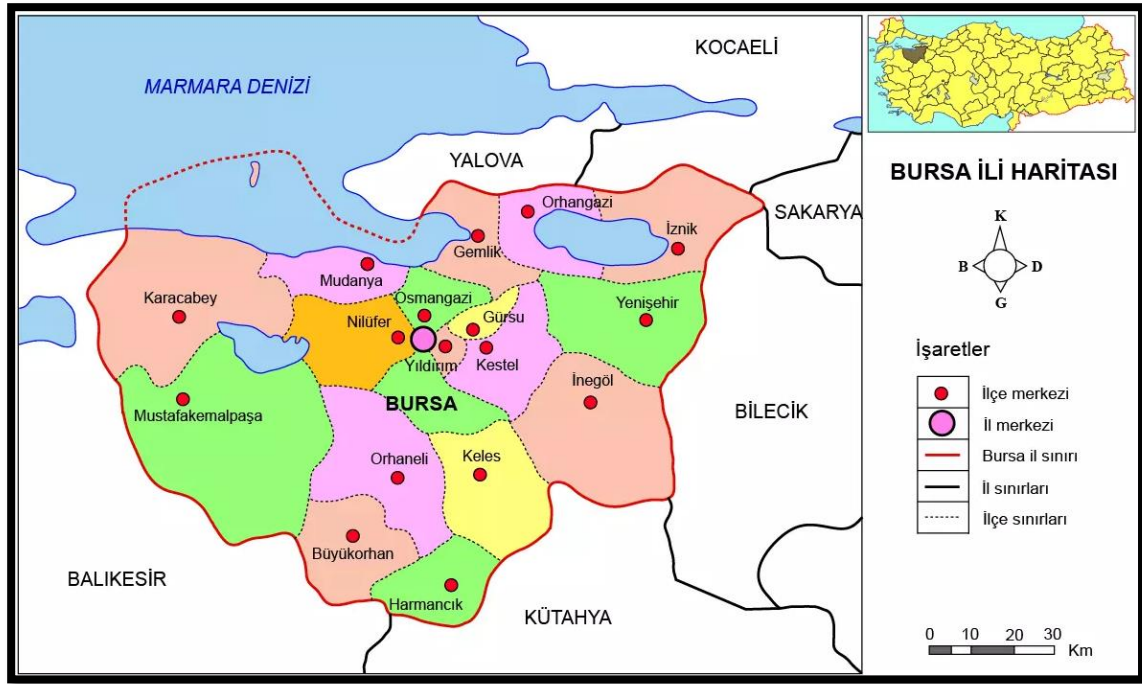 KOCAELİ
MARMARA DENİZİ
YALOVA
BURSA İLİ HARİTASI
SAKARYA
Orhangazi
İznik
Gemlik
Mudanya
Karacabey
Osmangazi
Yenişehir
Gürsu
Nilüfer
Yıldırım
Kestel
İnegöl
Mustafakemalpaşa
BURSA
BİLECİK
Orhaneli
Keles
Büyükorhan
Harmancık
BALIKESİR
KÜTAHYA
K
B D
G
İşaretler
İlçe merkezi
İl merkezi
Bursa il sınırı
İl sınırları
İlçe sınırları
0 10 20 30
Km